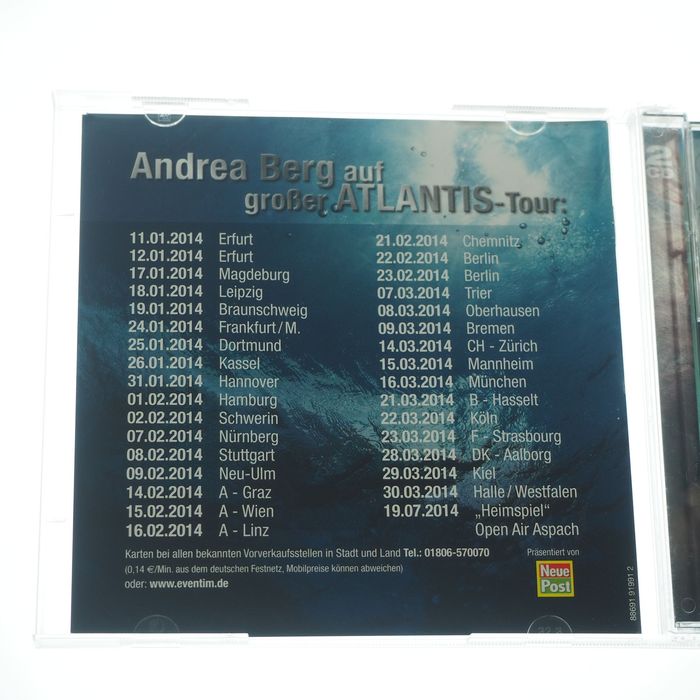 Andrea Berg auf
großer ATLANTIS-Tour:
11.01.2014 Erfurt
12.01.2014 Erfurt
17.01.2014 Magdeburg
18.01.2014 Leipzig
19.01.2014 Braunschweig
24.01.2014 Frankfurt/M.
25.01.2014 Dortmund
26.01.2014 Kassel
31.01.2014 Hannover
01.02.2014 Hamburg
02.02.2014 Schwerin
07.02.2014 Nürnberg
08.02.2014 Stuttgart
09.02.2014 Neu-Ulm
14.02.2014 A - Graz
15.02.2014 A - Wien
16.02.2014 A - Linz
21.02.2014 Chemnitz
22.02.2014 Berlin
23.02.2014 Berlin
07.03.2014 Trier
08.03.2014 Oberhausen
09.03.2014 Bremen
14.03.2014 CH - Zürich
15.03.2014 Mannheim
16.03.2014 München
21.03.2014 B - Hasselt
22.03.2014 Köln
23.03.2014 F - Strasbourg
28.03.2014 DK - Aalborg
29.03.2014 Kiel
30.03.2014 Halle/Westfalen
19.07.2014 „Heimspiel"
Open Air Aspach
Karten bei allen bekannten Vorverkaufsstellen in Stadt und Land Tel.: 01806-570070
(0,14 €/Min. aus dem deutschen Festnetz, Mobilpreise können abweichen)
oder: www.eventim.de
Präsentiert von
Neue
Post
88691 91991 2